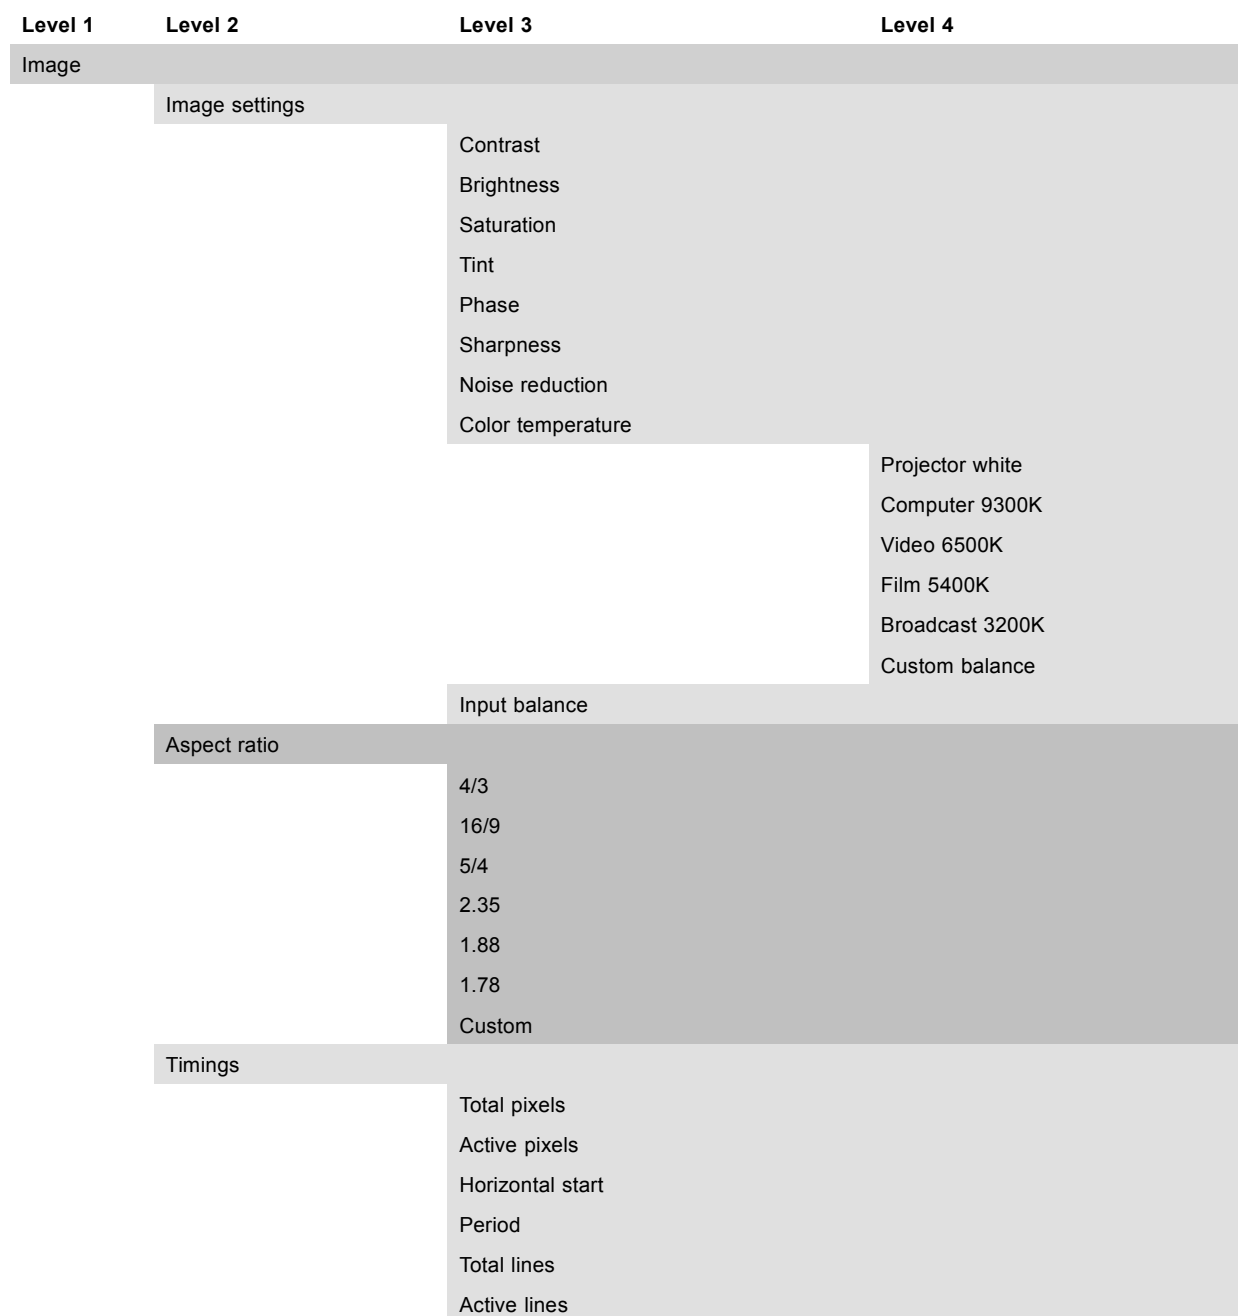 Level 1 Level 2 Level 3 Level 4
Image
Image settings
Contrast
Brightness
Saturation
Tint
Phase
Sharpness
Noise reduction
Color temperature
Projector white
Computer 9300K
Video 6500K
Film 5400K
Broadcast 3200K
Custom balance
Input balance
Aspect ratio
4/3
16/9
5/4
2.35
1.88
1.78
Custom
Timings
Total pixels
Active pixels
Horizontal start
Period
Total lines
Active lines